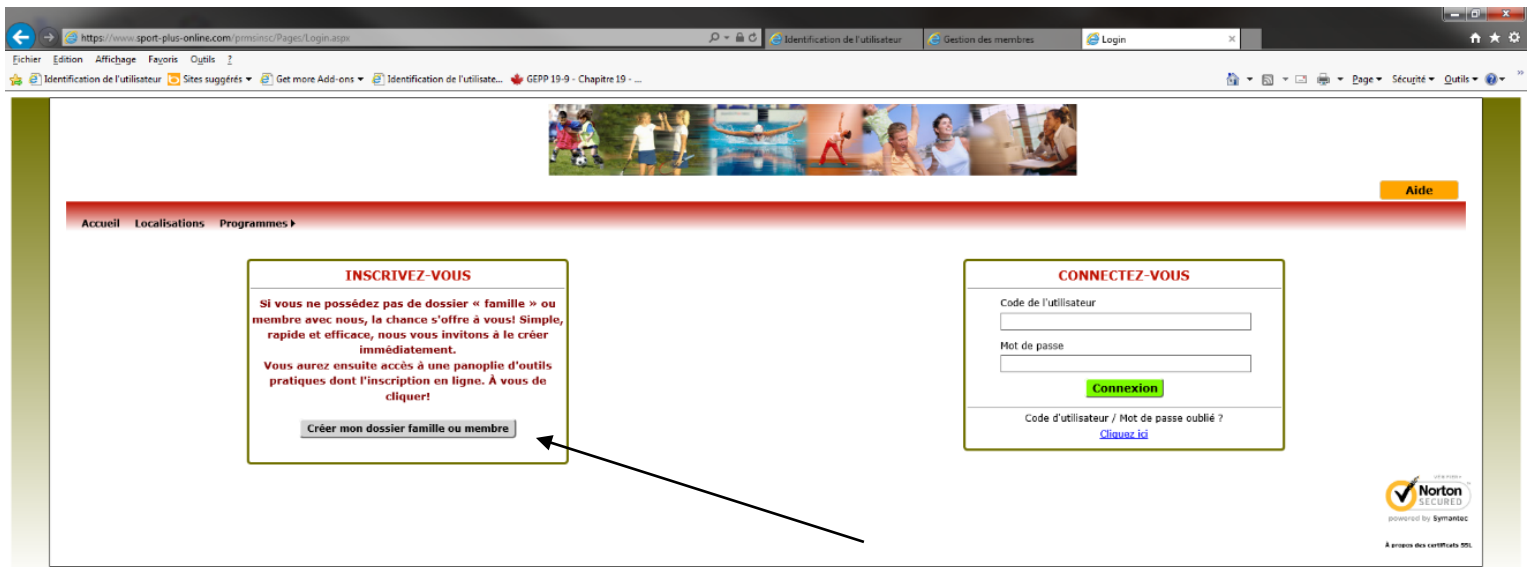 https://www.sport-plus-online.com/prmsinsc/Pages/Login.aspx
Identification de l'utilisateur
Gestion des membres
Login
Fichier Edition Affichage Favoris Outils ?
Identification de l'utilisateur Sites suggérés Get more Add-ons Identification de l'utilisate... GEPP 19-9 - Chapitre 19 - ...
Page Sécurité Outils
Aide
Accueil Localisations Programmes
INSCRIVEZ-VOUS
Si vous ne possédez pas de dossier « famille » ou
membre avec nous, la chance s'offre à vous! Simple,
rapide et efficace, nous vous invitons à le créer
immédiatement.
Vous aurez ensuite accès à une panoplie d'outils
pratiques dont l'inscription en ligne. À vous de
cliquer!
Créer mon dossier famille ou membre
CONNECTEZ-VOUS
Code de l'utilisateur
Mot de passe
Connexion
Code d'utilisateur / Mot de passe oublié ?
Cliquez ici
Norton
SECURED
powered by Symantec
À propos des certificats SSL